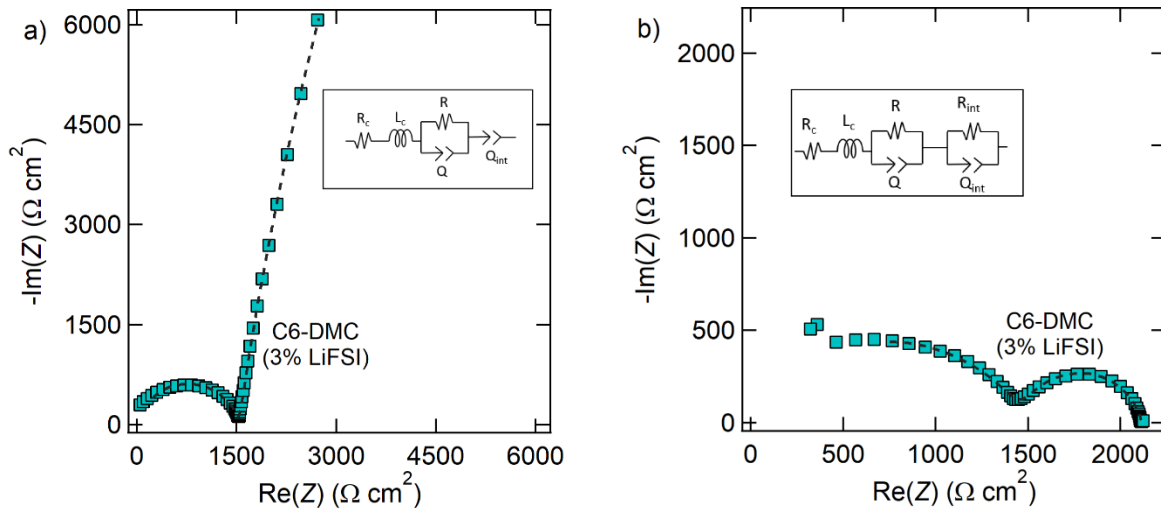 a)
6000
4500
3000
1500
0
-Im(Z) (Ω cm²)
R_c
L_c
R
Q
Q_int
C6-DMC
(3% LiFSI)
0
1500
3000
4500
6000
Re(Z) (Ω cm²)
b)
2000
1500
1000
500
0
-Im(Z) (Ω cm²)
R_c
L_c
R
Q
R_int
Q_int
C6-DMC
(3% LiFSI)
0
500
1000
1500
2000
Re(Z) (Ω cm²)